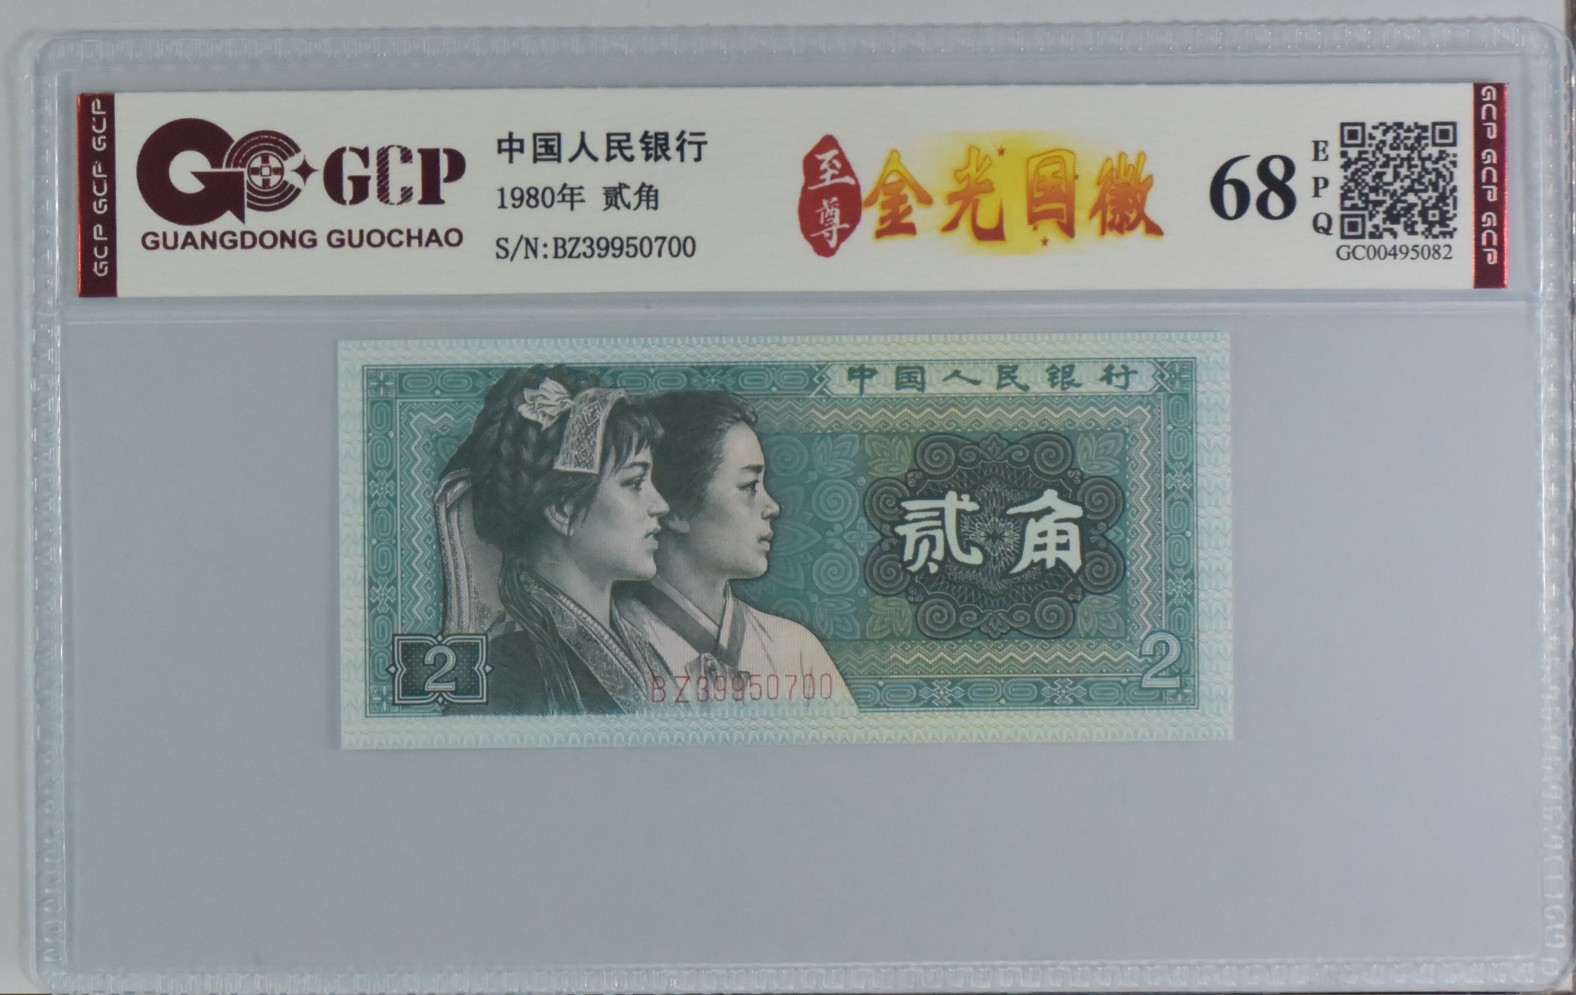 GCP GCP GCP
GCP
GUANGDONG GUOCHAO
中国人民银行
1980年 贰角
S/N:BZ39950700
至尊
金光国徽
68
EPQ
GC00495082
GCP GCP GCP
中国人民银行
贰角
2
BZ39950700
2